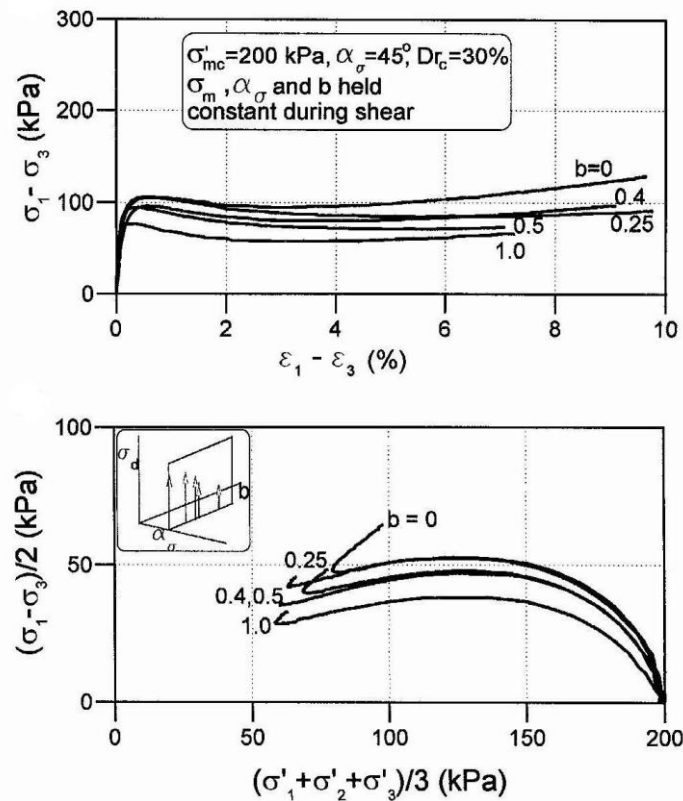 300
200
100
0
σ₁ - σ₃ (kPa)
σ'mc=200 kPa, α_σ=45°, Drc=30%
σm , α_σ and b held
constant during shear
b=0
0.4
0.25
0.5
1.0
0 2 4 6 8 10
ε₁ - ε₃ (%)
100
50
0
(σ₁-σ₃)/2 (kPa)
σd
b
α_σ
b = 0
0.25
0.4,0.5
1.0
0 50 100 150 200
(σ'₁+σ'₂+σ'₃)/3 (kPa)